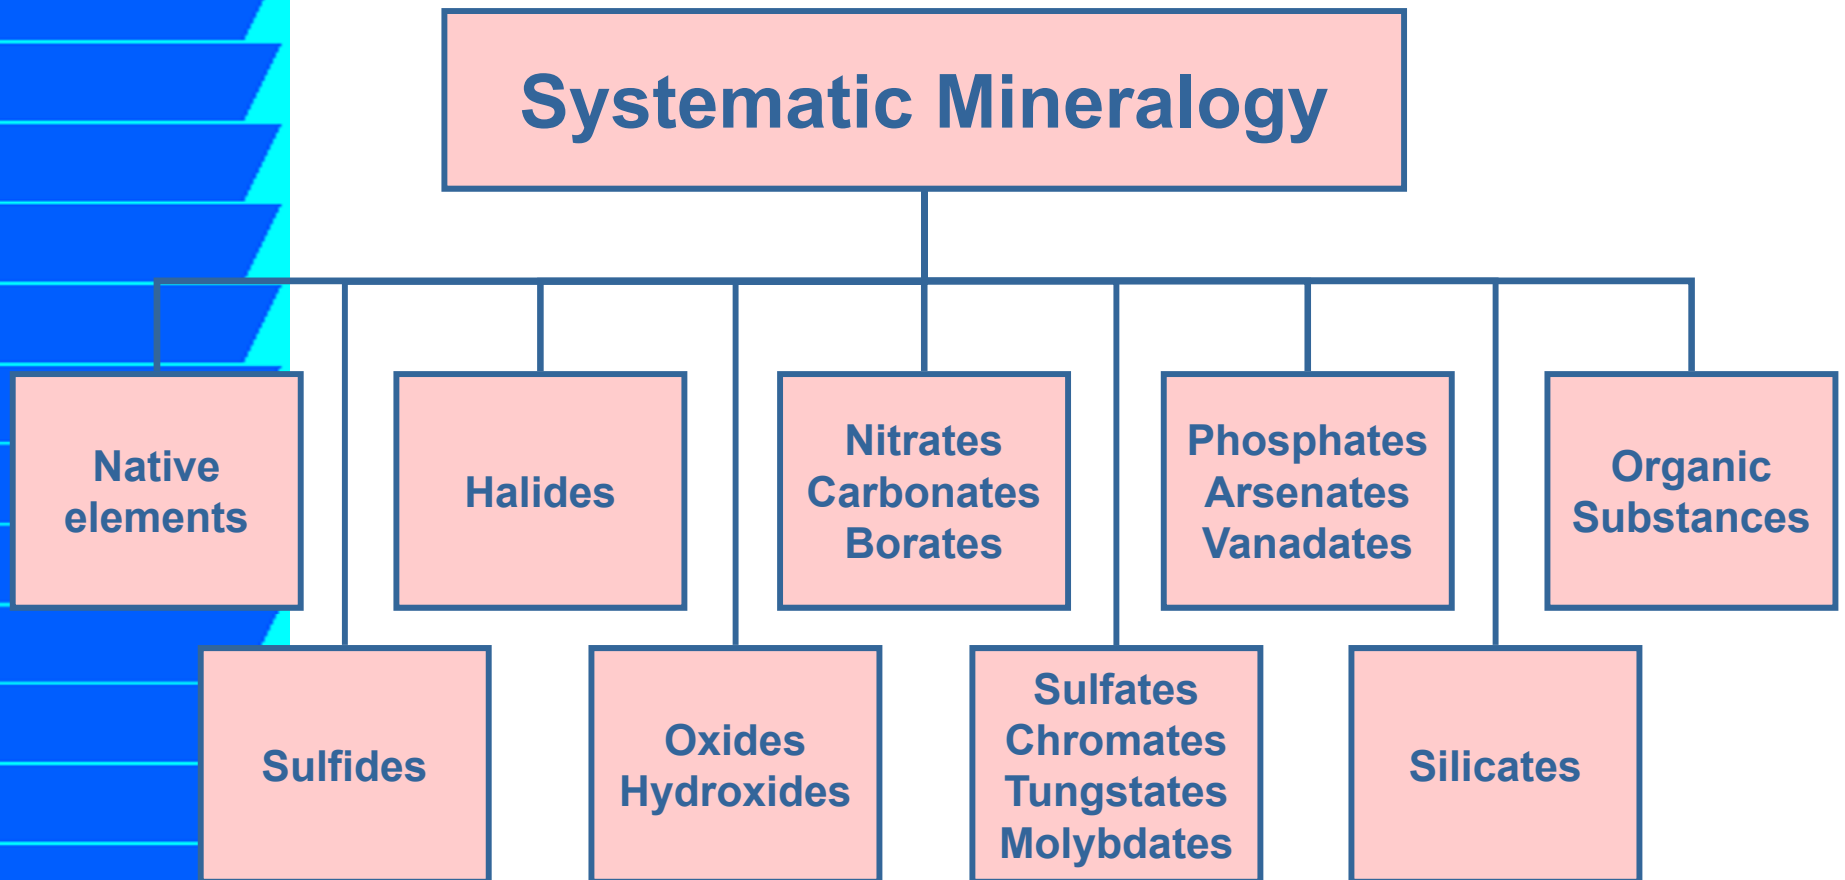 Systematic Mineralogy
Native
elements
Halides
Nitrates
Carbonates
Borates
Phosphates
Arsenates
Vanadates
Organic
Substances
Sulfides
Oxides
Hydroxides
Sulfates
Chromates
Tungstates
Molybdates
Silicates